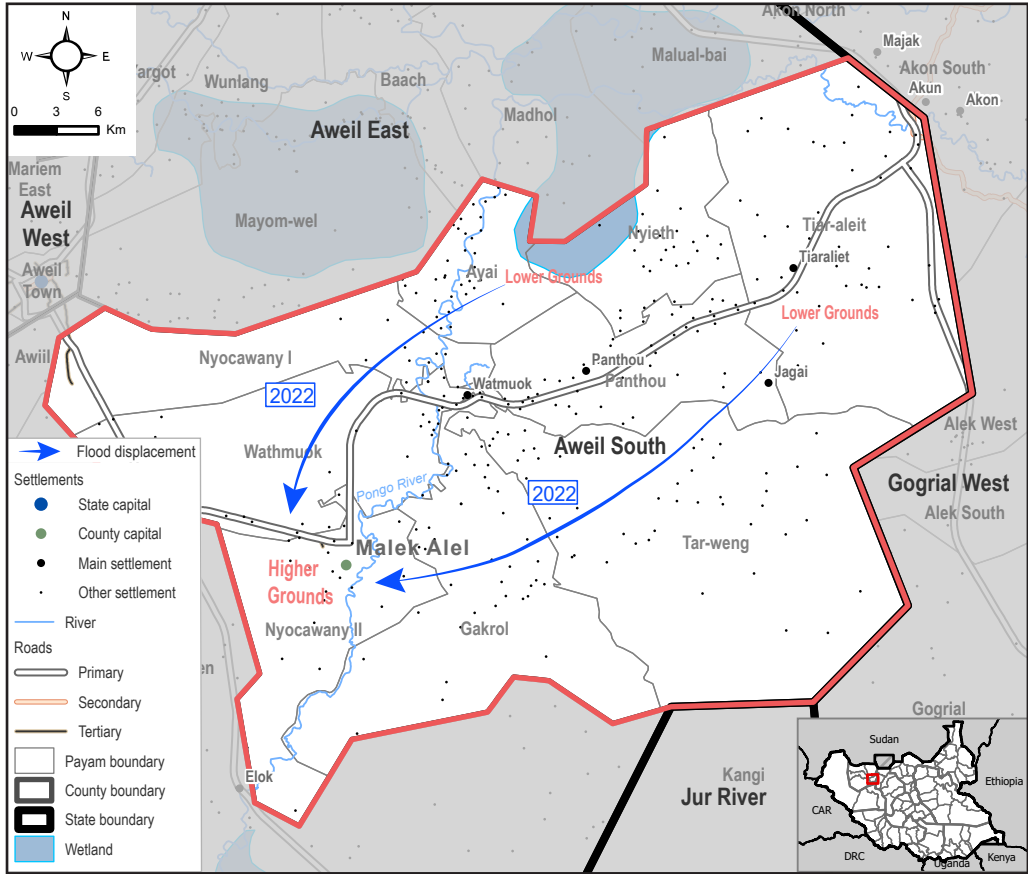 N
W
E
S
0
3
6
Km
Akon North
Majak
Malual-bai
Akon South
Akun
Akon
Wunlang
Baach
Madhol
Aweil East
Mariem
East
Aweil
West
Mayom-wel
Aweil
Town
Ayai
Nyieth
Tiar-aleit
Tiaraliet
Lower Grounds
Lower Grounds
Awiil
Nyocawany I
2022
Watmuok
Panthou
Panthou
Jagai
Alek West
Wathmuok
Aweil South
Gogrial West
Alek South
Pongo River
2022
Malek Alel
Tar-weng
Higher
Grounds
Nyocawany II
Gakrol
Elok
Gogrial
Kangi
Jur River
Flood displacement
Settlements
State capital
County capital
Main settlement
Other settlement
River
Roads
Primary
Secondary
Tertiary
Payam boundary
County boundary
State boundary
Wetland
Sudan
Ethiopia
CAR
DRC
Uganda
Kenya